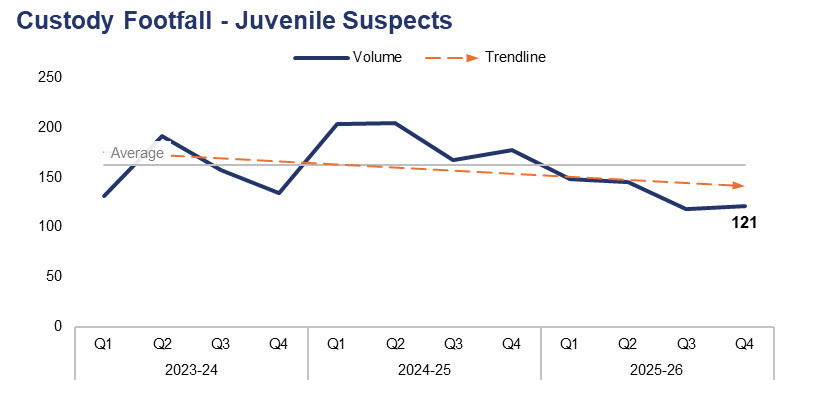 Custody Footfall - Juvenile Suspects
Volume Trendline
250
200
Average
150
121
100
50
0
Q1 Q2 Q3 Q4 Q1 Q2 Q3 Q4 Q1 Q2 Q3 Q4
2023-24 2024-25 2025-26